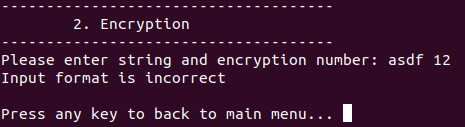 -------------------------------------
2. Encryption
-------------------------------------
Please enter string and encryption number: asdf 12
Input format is incorrect
Press any key to back to main menu...